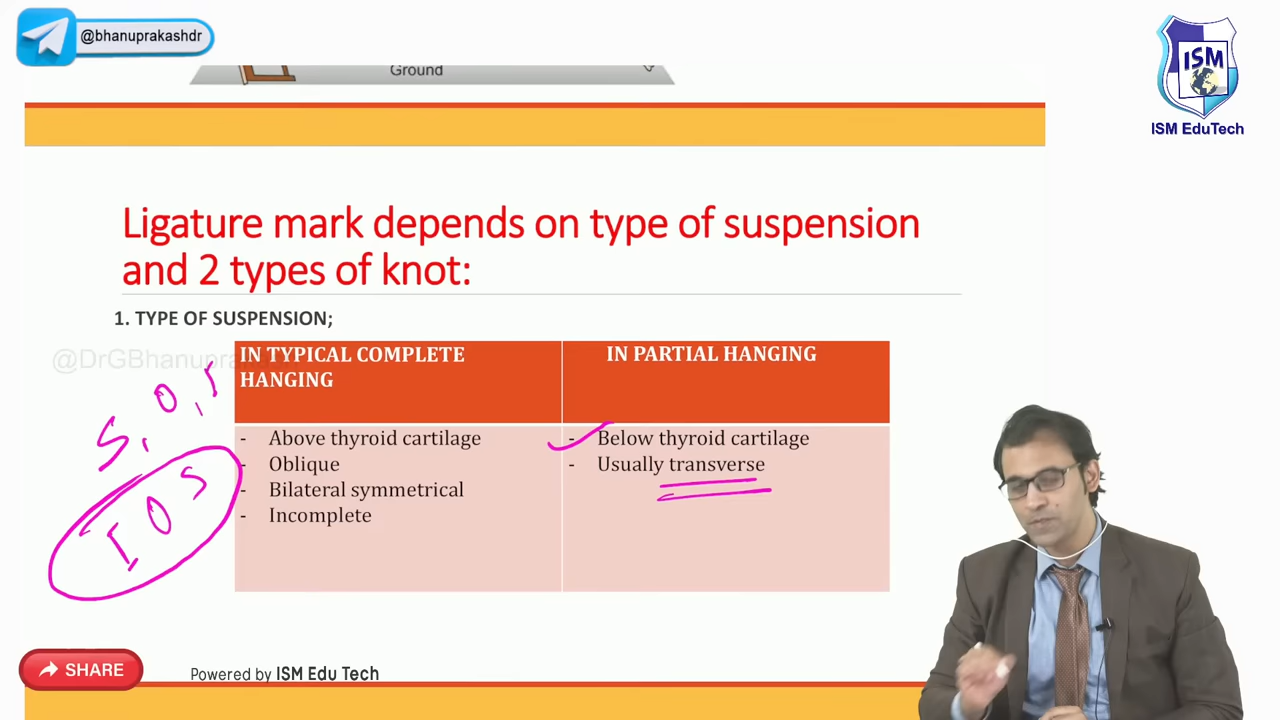 @bhanuprakashdr
ISM
ISM EduTech
Ground
Ligature mark depends on type of suspension
and 2 types of knot:
1. TYPE OF SUSPENSION;
IN TYPICAL COMPLETE
HANGING
- Above thyroid cartilage
- Oblique
- Bilateral symmetrical
- Incomplete
IN PARTIAL HANGING
- Below thyroid cartilage
- Usually transverse
S, O, I
I O S
SHARE
Powered by ISM Edu Tech